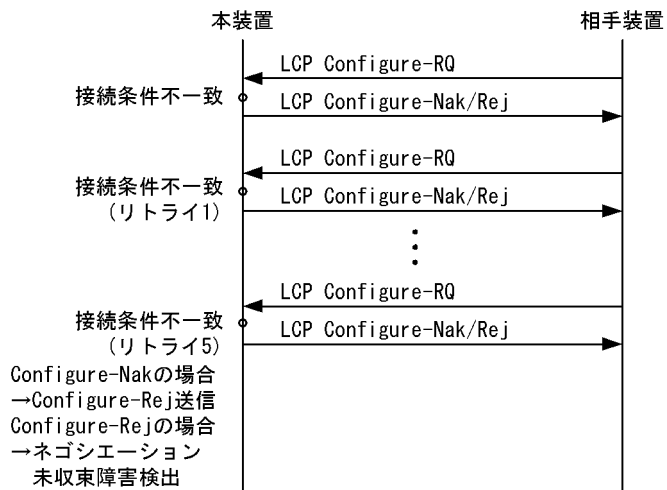 本装置
相手装置
LCP Configure-RQ
接続条件不一致
LCP Configure-Nak/Rej
LCP Configure-RQ
接続条件不一致
(リトライ1)
LCP Configure-Nak/Rej
LCP Configure-RQ
接続条件不一致
(リトライ5)
LCP Configure-Nak/Rej
Configure-Nakの場合
→Configure-Rej送信
Configure-Rejの場合
→ネゴシエーション
未収束障害検出